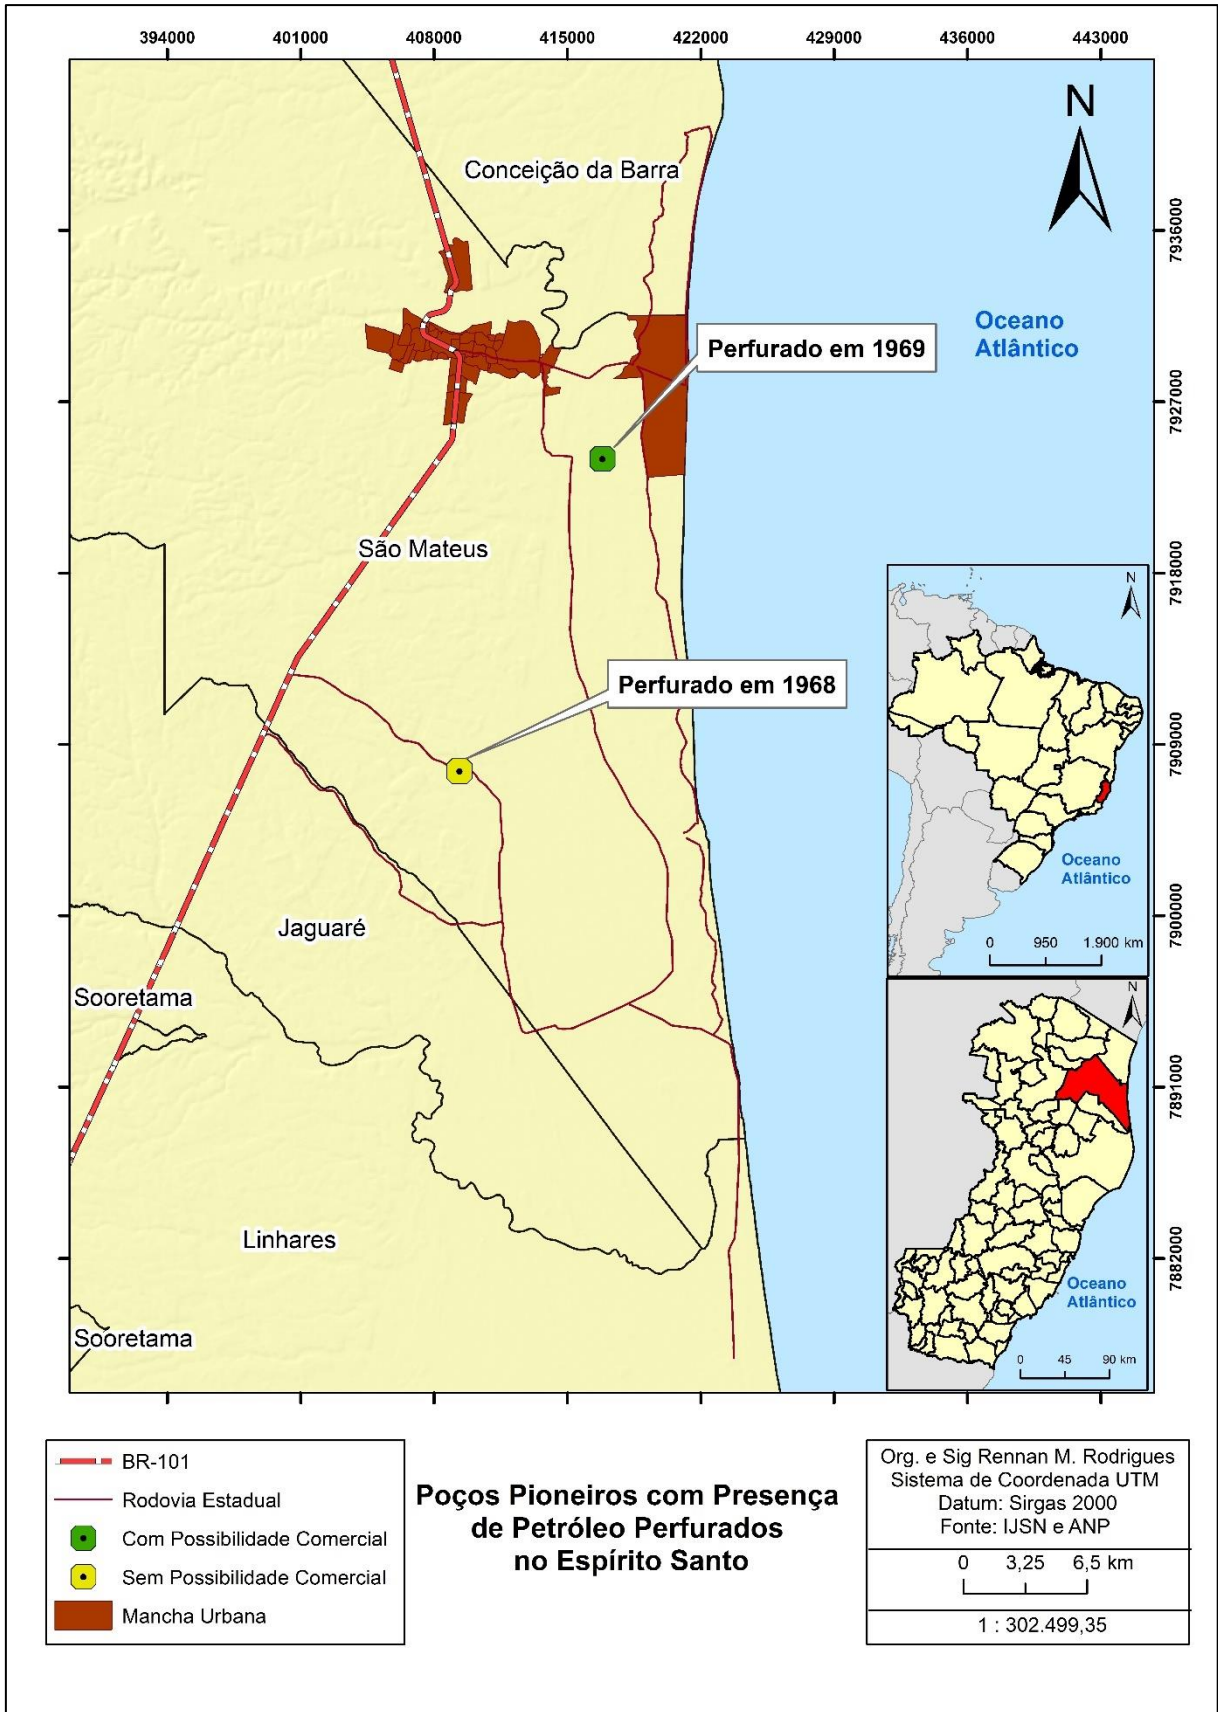 394000 401000 408000 415000 422000 429000 436000 443000
N
Conceição da Barra
7936000
Oceano
Atlântico
Perfurado em 1969
7927000
São Mateus
7918000
Perfurado em 1968
7909000
Jaguaré
7900000
Sooretama
7891000
Linhares
7882000
Sooretama
N
Oceano
Atlântico
0 950 1.900 km
N
Oceano
Atlântico
0 45 90 km
BR-101
Rodovia Estadual
Com Possibilidade Comercial
Sem Possibilidade Comercial
Mancha Urbana
Poços Pioneiros com Presença
de Petróleo Perfurados
no Espírito Santo
Org. e Sig Rennan M. Rodrigues
Sistema de Coordenada UTM
Datum: Sirgas 2000
Fonte: IJSN e ANP
0 3,25 6,5 km
1 : 302.499,35